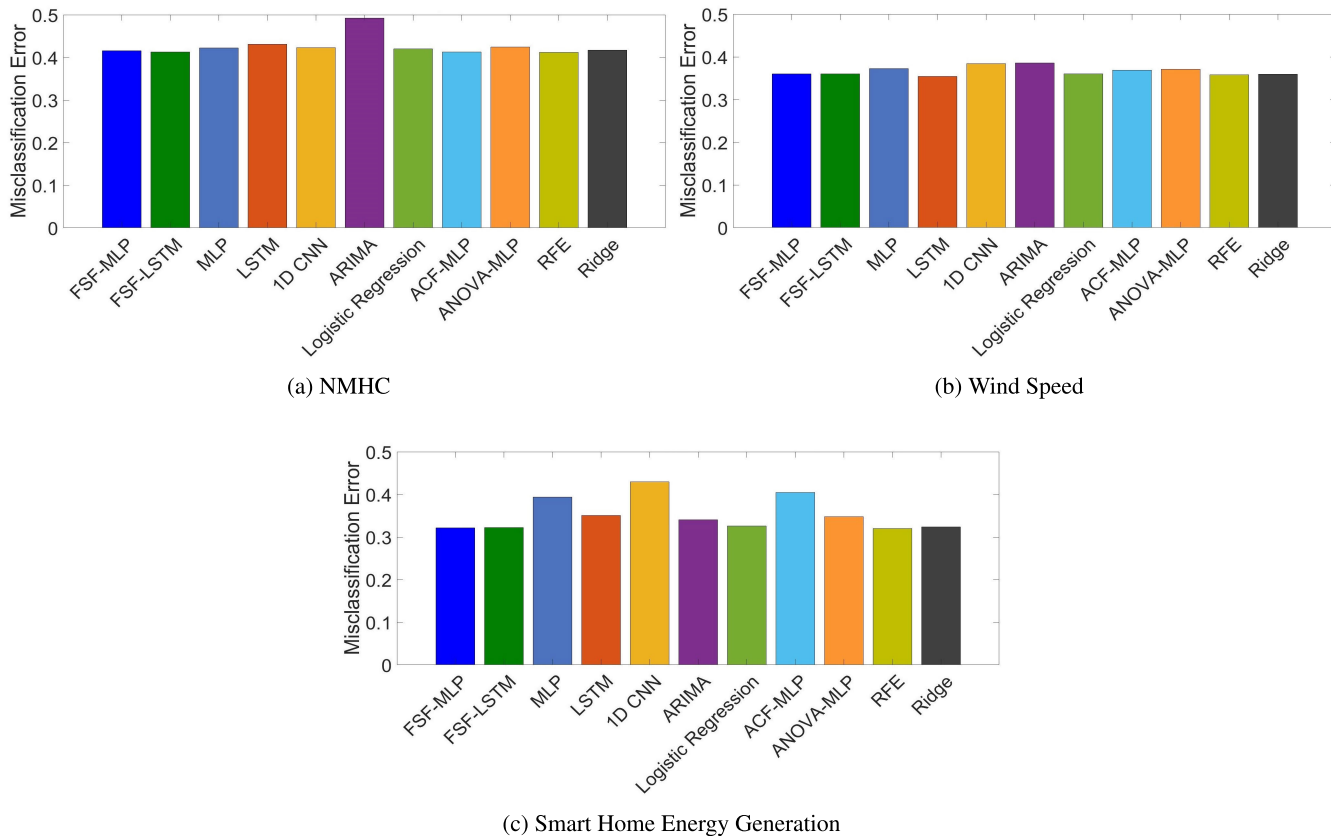 Misclassification Error
0.5
0.4
0.3
0.2
0.1
0
FSF-MLP
FSF-LSTM
MLP
LSTM
1D CNN
ARIMA
Logistic Regression
ACF-MLP
ANOVA-MLP
RFE
Ridge
(a) NMHC
Misclassification Error
0.5
0.4
0.3
0.2
0.1
0
FSF-MLP
FSF-LSTM
MLP
LSTM
1D CNN
ARIMA
Logistic Regression
ACF-MLP
ANOVA-MLP
RFE
Ridge
(b) Wind Speed
Misclassification Error
0.5
0.4
0.3
0.2
0.1
0
FSF-MLP
FSF-LSTM
MLP
LSTM
1D CNN
ARIMA
Logistic Regression
ACF-MLP
ANOVA-MLP
RFE
Ridge
(c) Smart Home Energy Generation